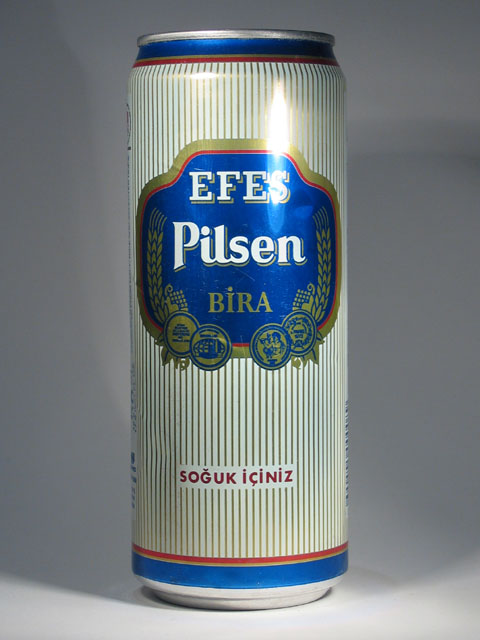 EFES
Pilsen
BİRA
SOĞUK İÇİNİZ